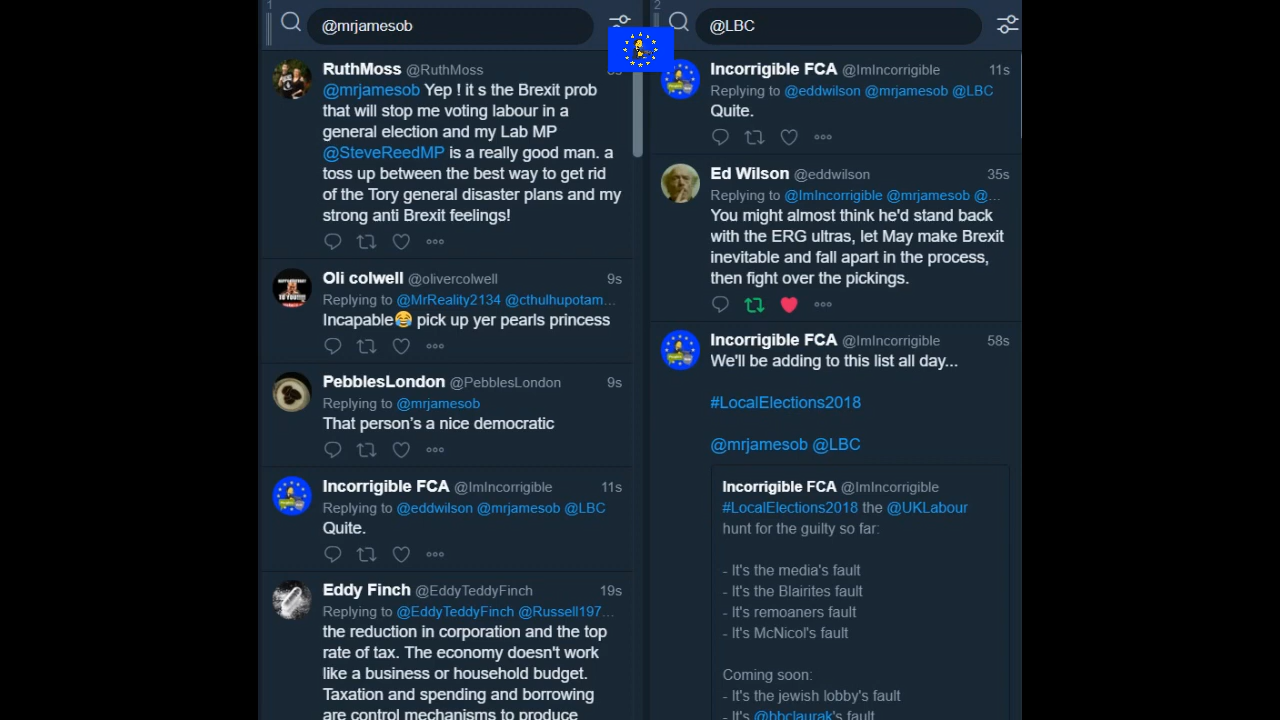 1
@mrjamesob
RuthMoss @RuthMoss
@mrjamesob Yep ! it s the Brexit prob
that will stop me voting labour in a
general election and my Lab MP
@SteveReedMP is a really good man. a
toss up between the best way to get rid
of the Tory general disaster plans and my
strong anti Brexit feelings!
Oli colwell @olivercolwell 9s
Replying to @MrReality2134 @cthulhupotam...
Incapable😂 pick up yer pearls princess
PebblesLondon @PebblesLondon 9s
Replying to @mrjamesob
That person's a nice democratic
Incorrigible FCA @ImIncorrigible 11s
Replying to @eddwilson @mrjamesob @LBC
Quite.
Eddy Finch @EddyTeddyFinch 19s
Replying to @EddyTeddyFinch @Russell197...
the reduction in corporation and the top
rate of tax. The economy doesn't work
like a business or household budget.
Taxation and spending and borrowing
are control mechanisms to produce
2
@LBC
Incorrigible FCA @ImIncorrigible 11s
Replying to @eddwilson @mrjamesob @LBC
Quite.
Ed Wilson @eddwilson 35s
Replying to @ImIncorrigible @mrjamesob @...
You might almost think he'd stand back
with the ERG ultras, let May make Brexit
inevitable and fall apart in the process,
then fight over the pickings.
Incorrigible FCA @ImIncorrigible 58s
We'll be adding to this list all day...
#LocalElections2018
@mrjamesob @LBC
Incorrigible FCA @ImIncorrigible
#LocalElections2018 the @UKLabour
hunt for the guilty so far:
- It's the media's fault
- It's the Blairites fault
- It's remoaners fault
- It's McNicol's fault
Coming soon:
- It's the jewish lobby's fault
- It's @bbclaurak's fault